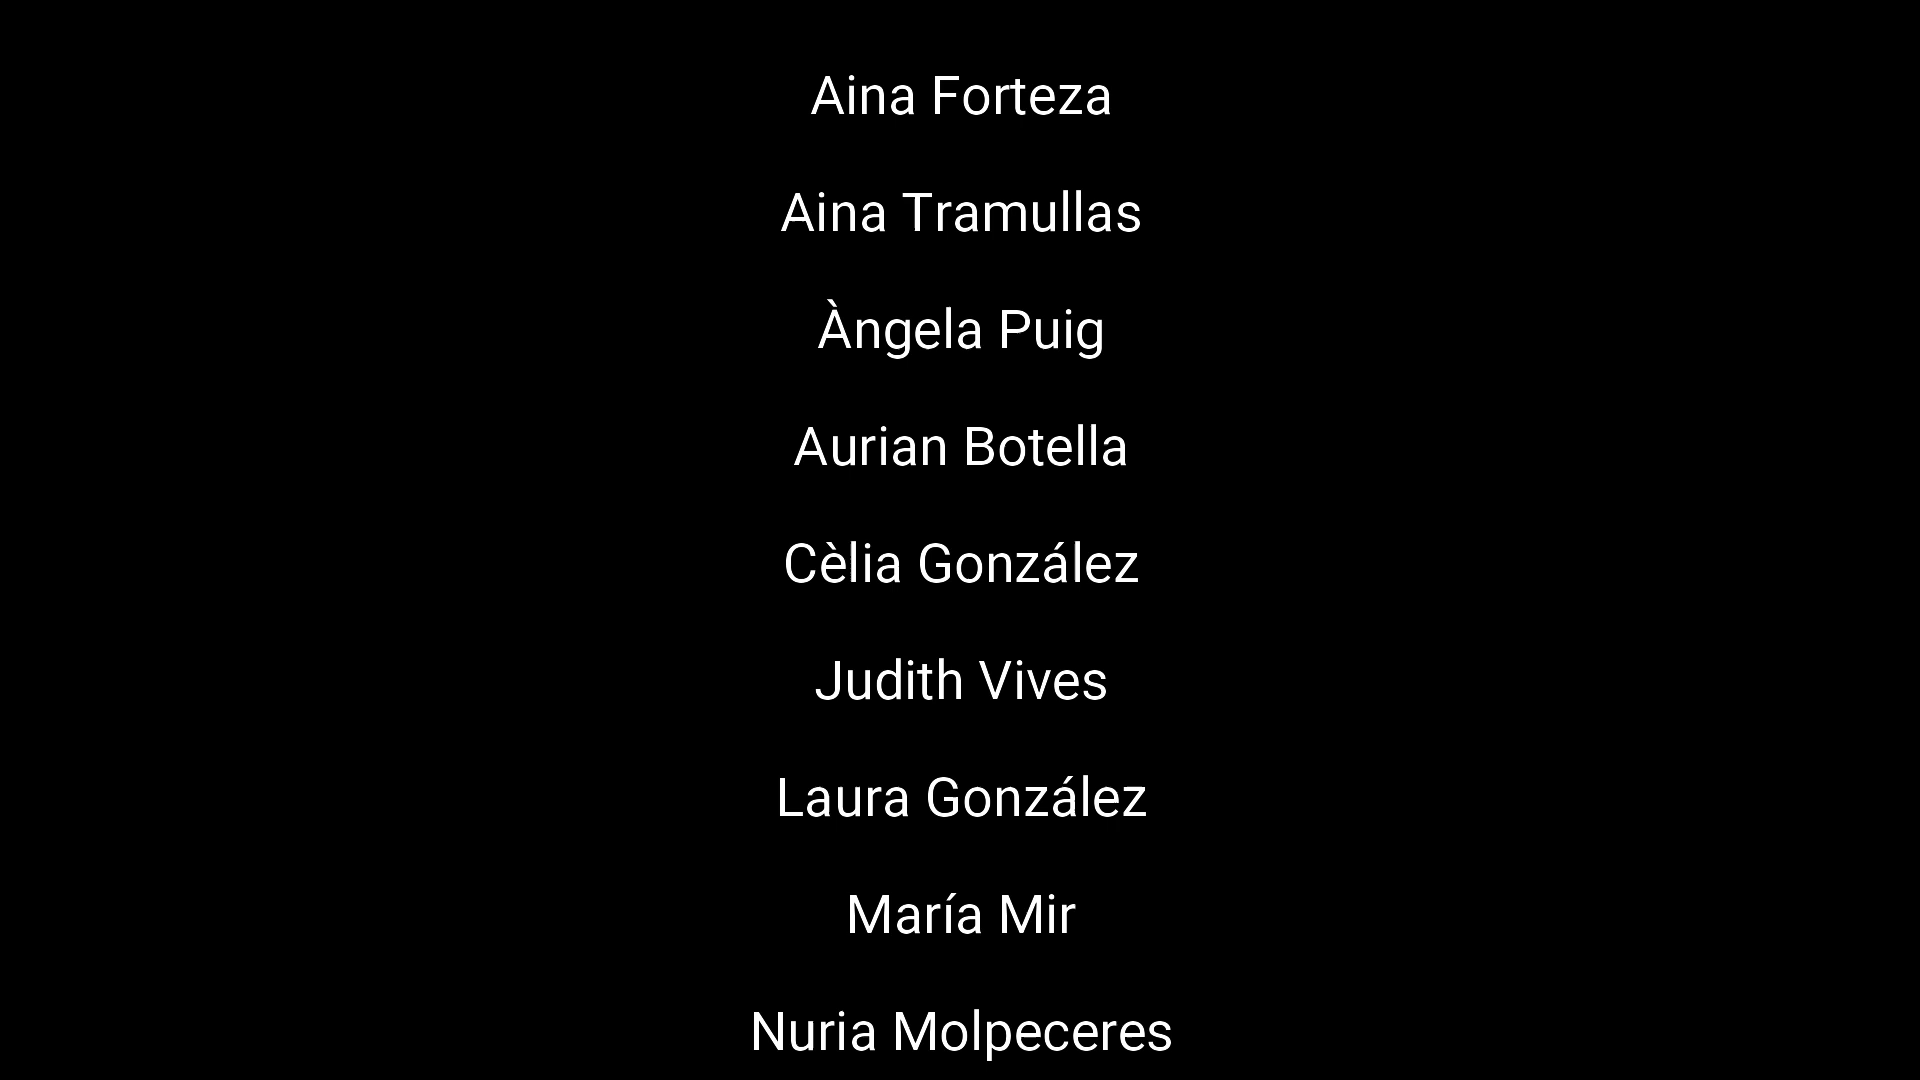 Aina Forteza
Aina Tramullas
Àngela Puig
Aurian Botella
Cèlia González
Judith Vives
Laura González
María Mir
Nuria Molpeceres